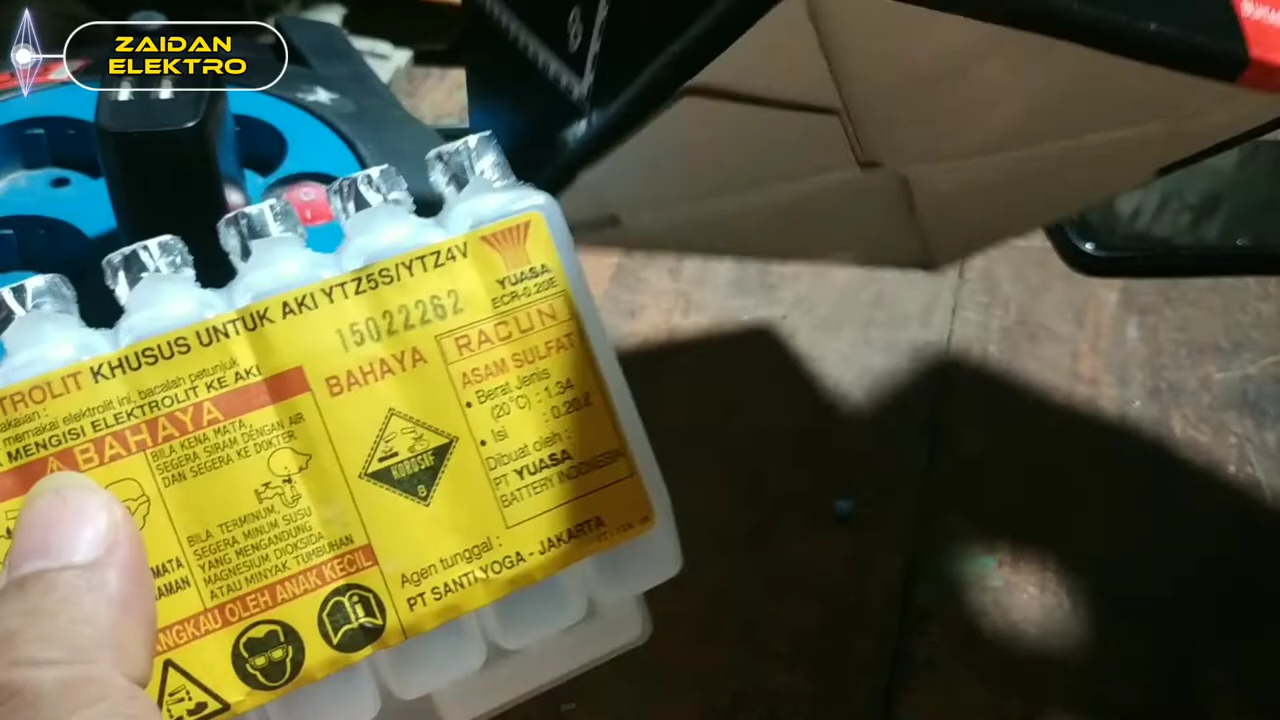 ZAIDAN
ELEKTRO
8
TROLIT KHUSUS UNTUK AKI YTZ5S/YTZ4V
15022262
YUASA
ECR-0.20E
akaian :
memakai elektrolit ini, bacalah petunjuk
MENGISI ELEKTROLIT KE AKI
BAHAYA
BILA KENA MATA,
SEGERA SIRAM DENGAN AIR
DAN SEGERA KE DOKTER.
BILA TERMINUM,
SEGERA MINUM SUSU
YANG MENGANDUNG
MAGNESIUM DIOKSIDA
ATAU MINYAK TUMBUHAN
MATA
AMAN
ANGKAU OLEH ANAK KECIL
BAHAYA
KOROSIF
8
RACUN
ASAM SULFAT
• Berat Jenis
(20°C) : 1.34
• Isi : 0.20 ℓ
Dibuat oleh :
PT YUASA
BATTERY INDONESIA
Agen tunggal :
PT SANTI YOGA - JAKARTA